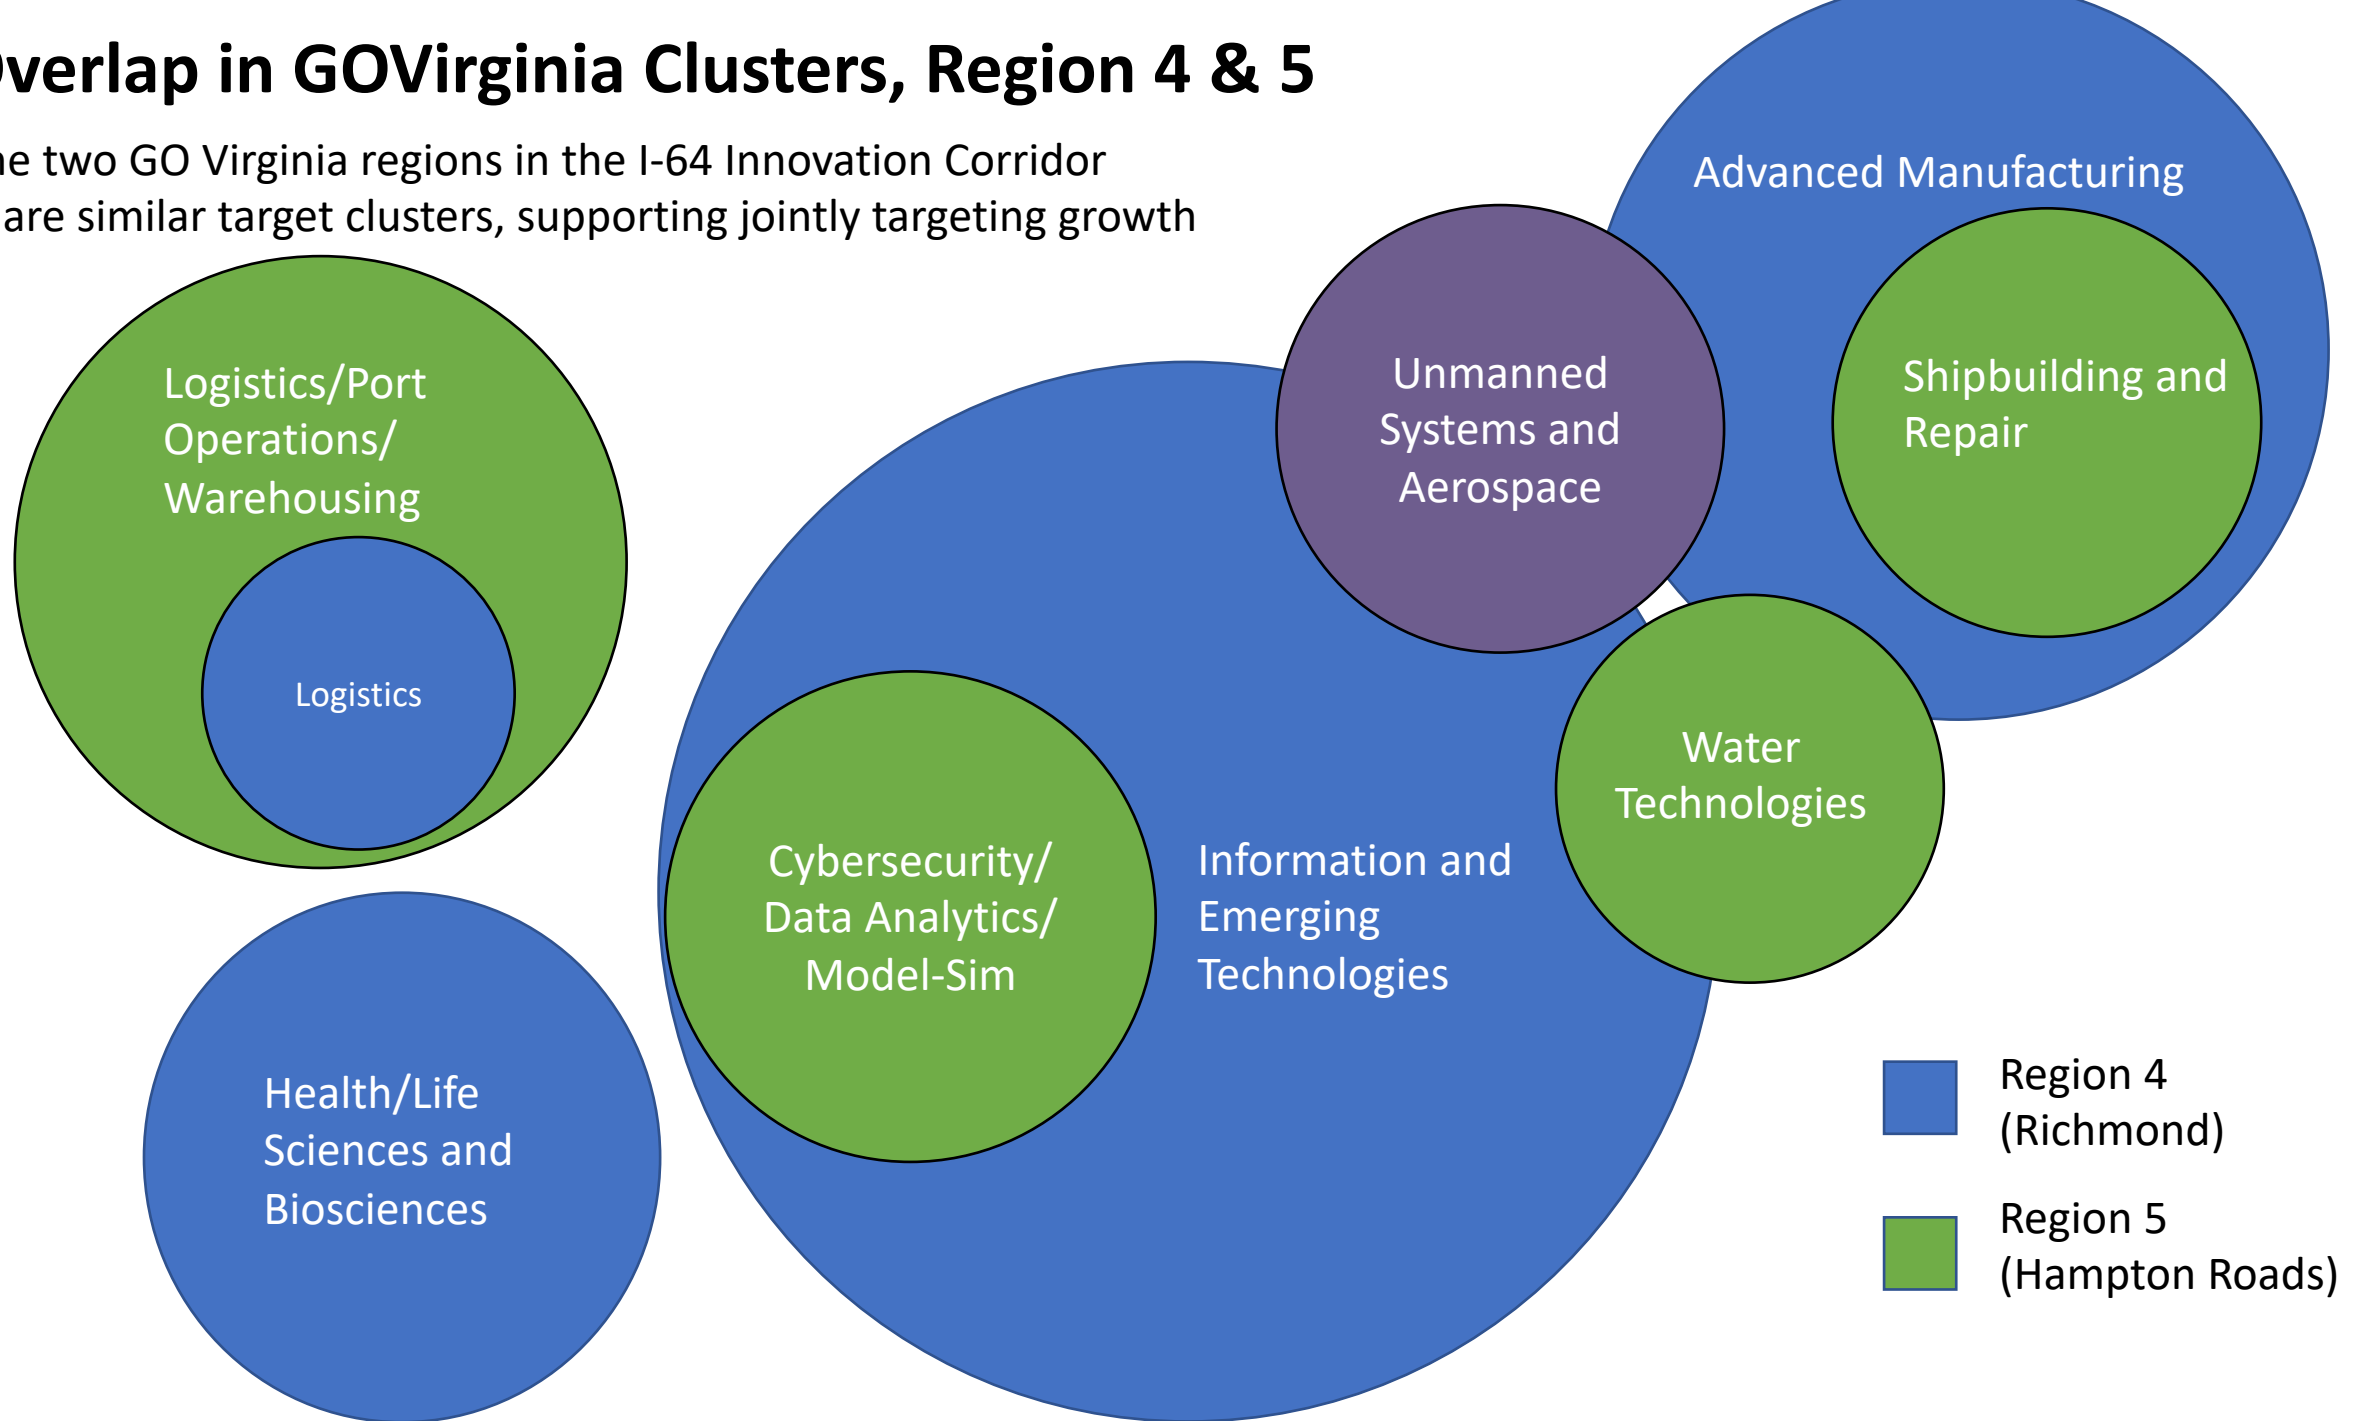 Overlap in GOVirginia Clusters, Region 4 & 5
two GO Virginia regions in the I-64 Innovation Corridor
are similar target clusters, supporting jointly targeting growth
Advanced Manufacturing
Unmanned
Systems and
Aerospace
Shipbuilding and
Repair
Logistics/Port
Operations/
Warehousing
Logistics
Water
Technologies
Cybersecurity/
Data Analytics/
Model-Sim
Information and
Emerging
Technologies
Health/Life
Sciences and
Biosciences
Region 4
(Richmond)
Region 5
(Hampton Roads)